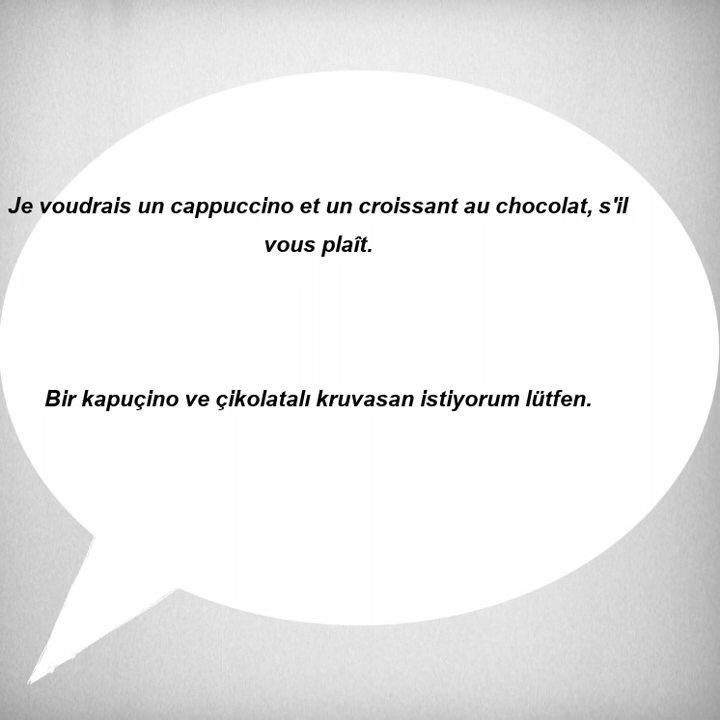 Je voudrais un cappuccino et un croissant au chocolat, s'il
vous plaît.
Bir kapuçino ve çikolatalı kruvasan istiyorum lütfen.